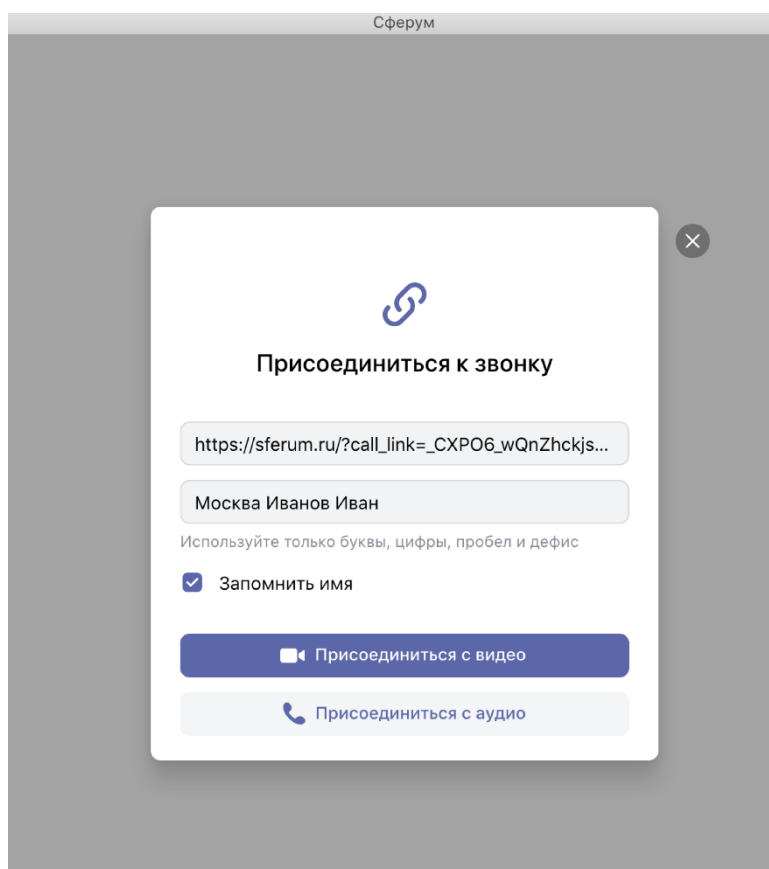 Сферум
Присоединиться к звонку
https://sferum.ru/?call_link=_CXPO6_wQnZhckjs...
Москва Иванов Иван
Используйте только буквы, цифры, пробел и дефис
Запомнить имя
Присоединиться с видео
Присоединиться с аудио